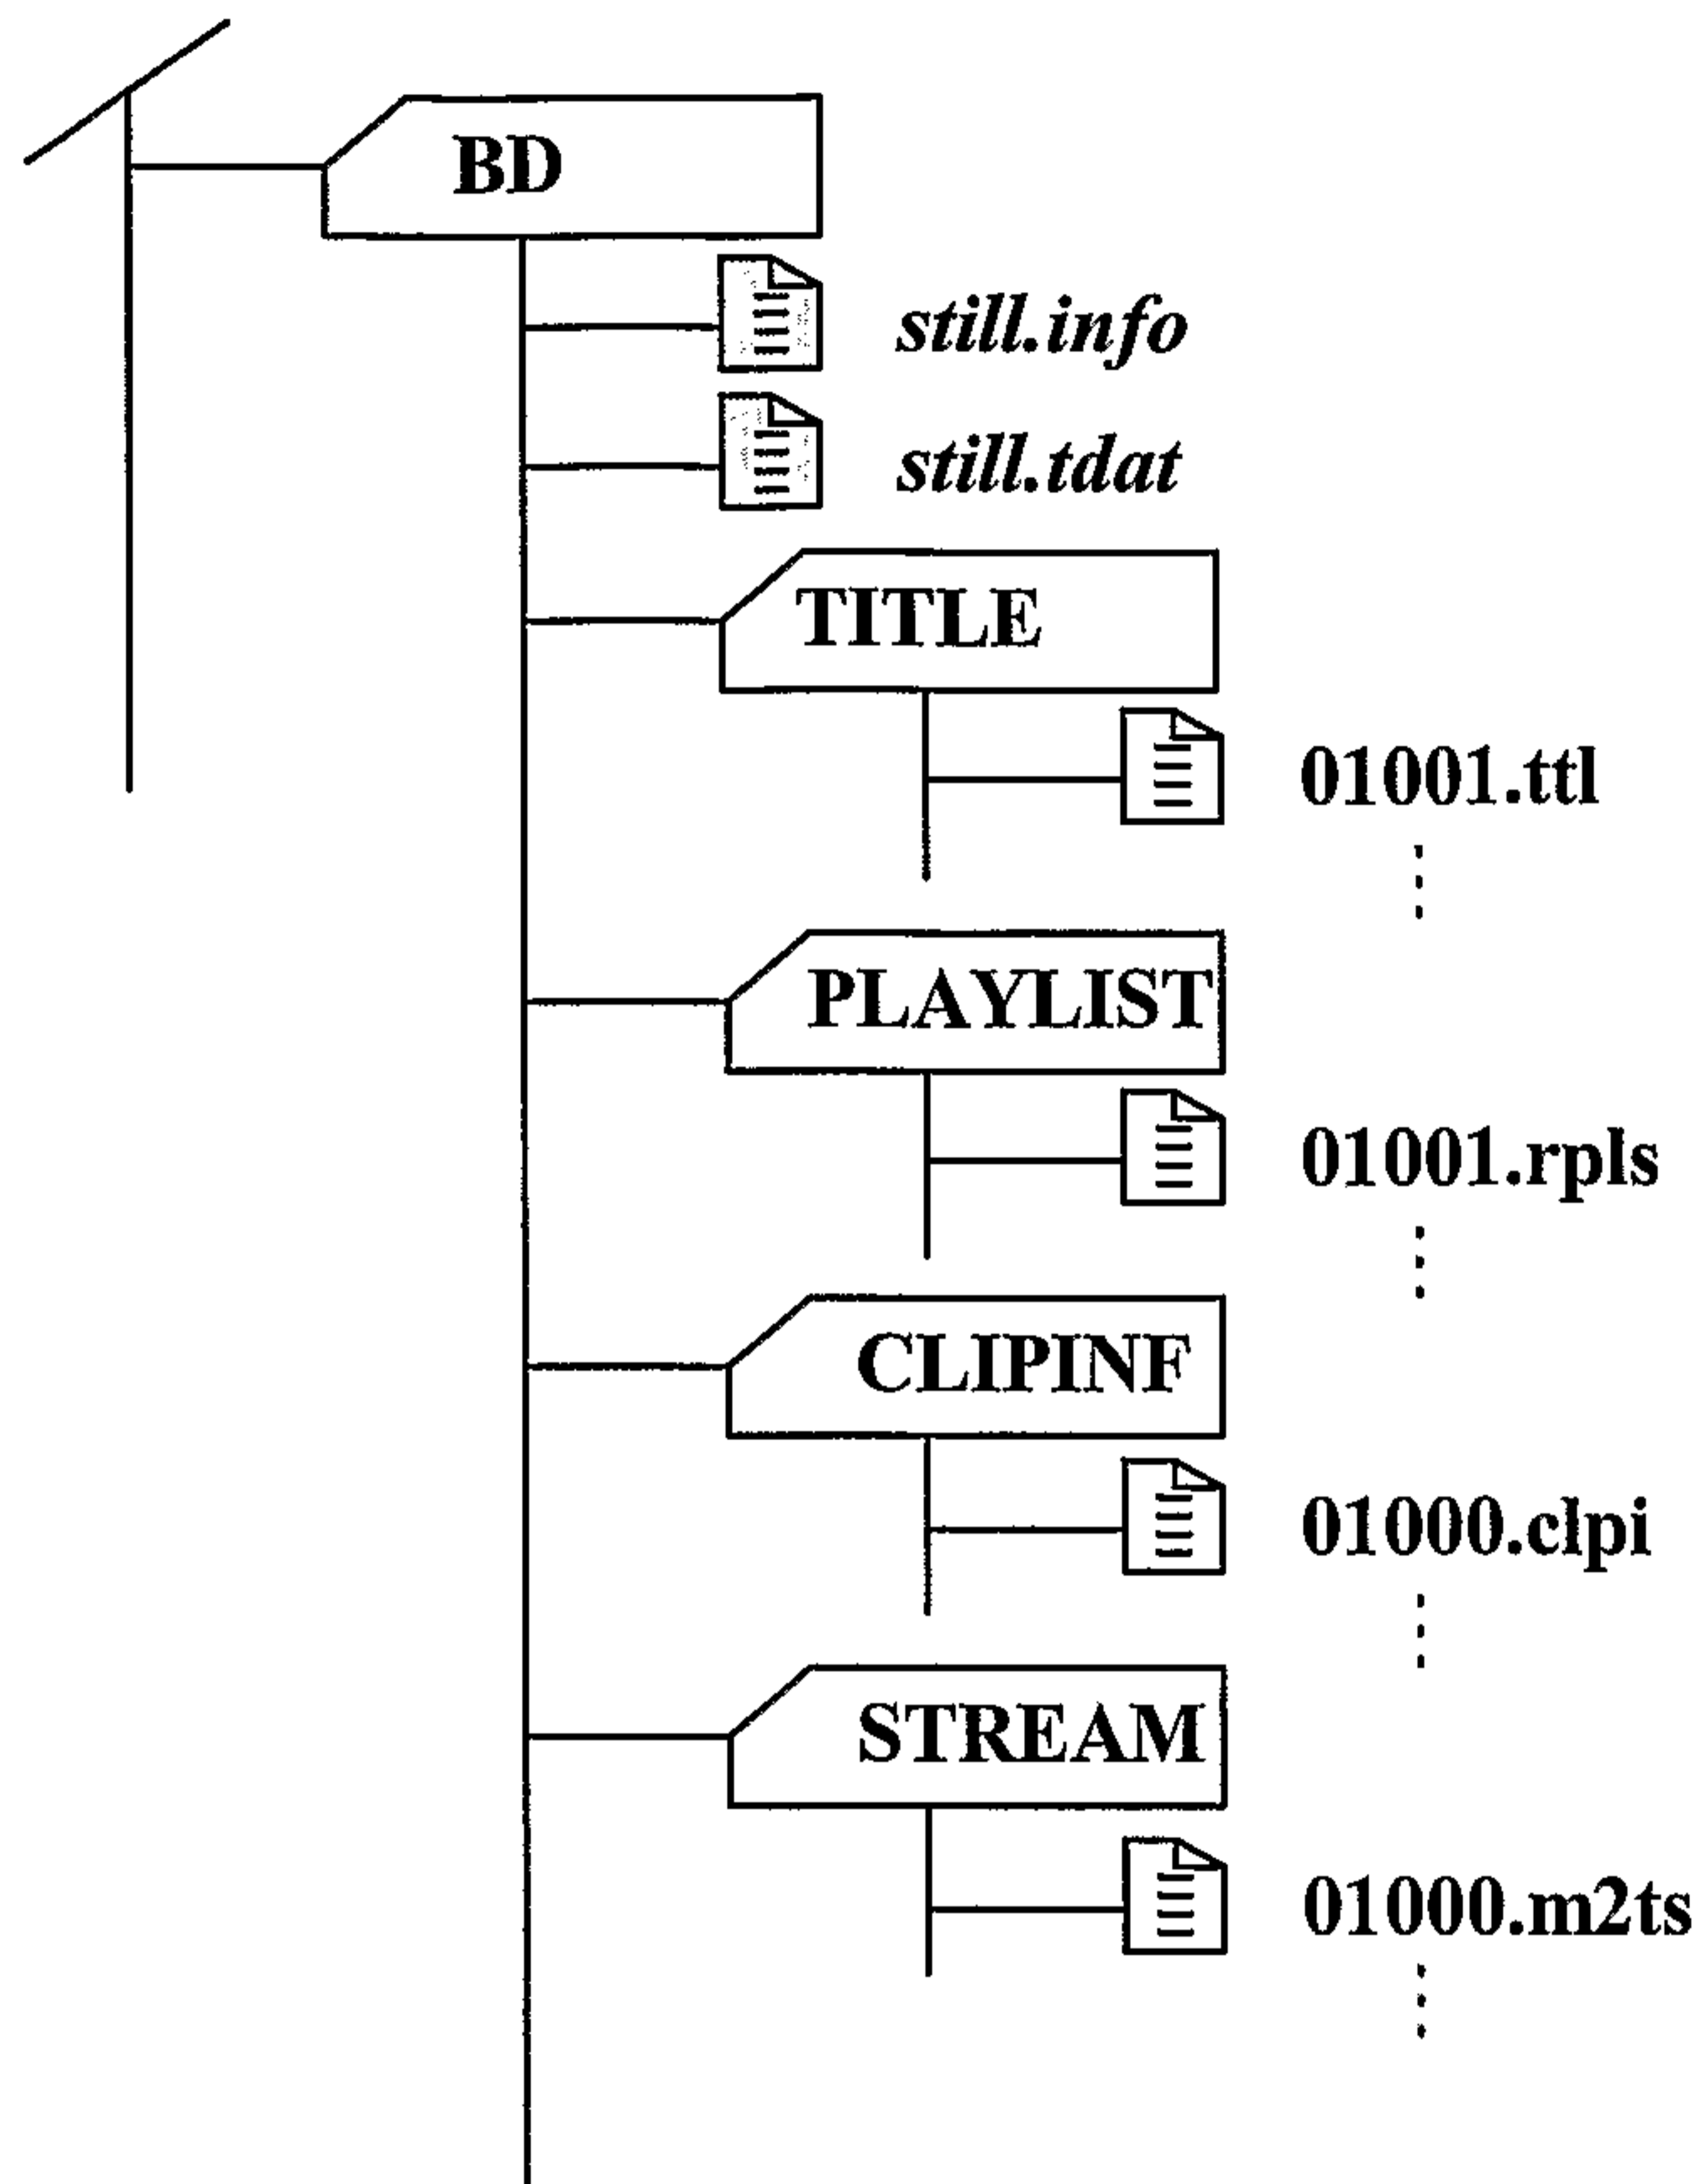 BD
still.info
still.tdat
TITLE
01001.ttl
PLAYLIST
01001.rpls
CLIPINF
01000.clpi
STREAM
01000.m2ts